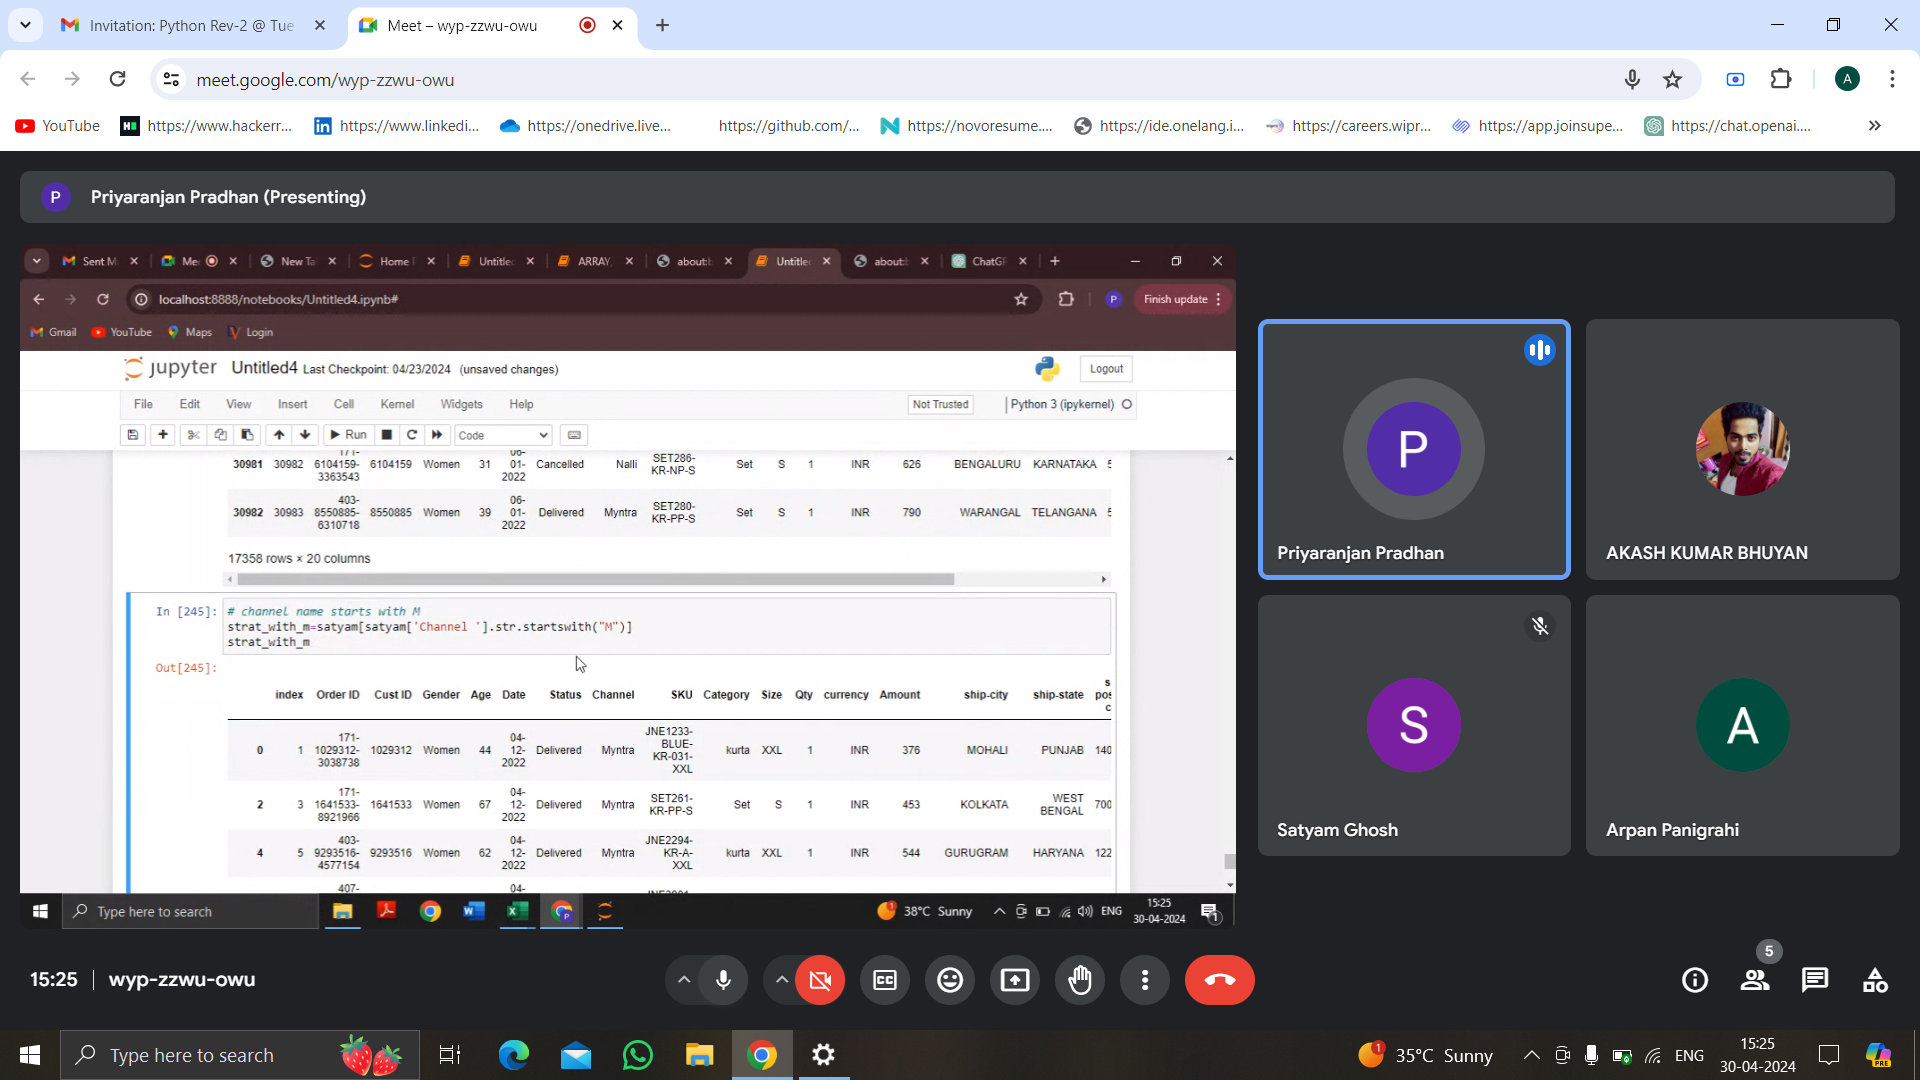 Invitation: Python Rev-2 @ Tue
Meet – wyp-zzwu-owu
meet.google.com/wyp-zzwu-owu
A
YouTube
https://www.hackerr...
https://www.linkedi...
https://onedrive.live...
https://github.com/...
https://novoresume....
https://ide.onelang.i...
https://careers.wipr...
https://app.joinsupe...
https://chat.openai....
P Priyaranjan Pradhan (Presenting)
Sent M
Me
New Ta
Home
Untitle
ARRAY
about:b
Untitle
about:b
ChatGP
localhost:8888/notebooks/Untitled4.ipynb#
P
Finish update
Gmail YouTube Maps Login
jupyter Untitled4 Last Checkpoint: 04/23/2024 (unsaved changes)
Logout
File Edit View Insert Cell Kernel Widgets Help
Not Trusted
Python 3 (ipykernel)
Run
Code
30981 30982 171-6104159-3363543 6104159 Women 31 06-01-2022 Cancelled Nalli SET286-KR-NP-S Set S 1 INR 626 BENGALURU KARNATAKA 5
30982 30983 403-8550885-6310718 8550885 Women 39 06-01-2022 Delivered Myntra SET280-KR-PP-S Set S 1 INR 790 WARANGAL TELANGANA 5
17358 rows × 20 columns
In [245]: # channel name starts with M
strat_with_m=satyam[satyam['Channel '].str.startswith("M")]
strat_with_m
Out[245]:
index Order ID Cust ID Gender Age Date Status Channel SKU Category Size Qty currency Amount ship-city ship-state s pos c
0 1 171-1029312-3038738 1029312 Women 44 04-12-2022 Delivered Myntra JNE1233-BLUE-KR-031-XXL kurta XXL 1 INR 376 MOHALI PUNJAB 140
2 3 171-1641533-8921966 1641533 Women 67 04-12-2022 Delivered Myntra SET261-KR-PP-S Set S 1 INR 453 KOLKATA WEST BENGAL 700
4 5 403-9293516-4577154 9293516 Women 62 04-12-2022 Delivered Myntra JNE2294-KR-A-XXL kurta XXL 1 INR 544 GURUGRAM HARYANA 122
407- 04-
Type here to search
38°C Sunny
ENG
15:25
30-04-2024
1
P
Priyaranjan Pradhan
AKASH KUMAR BHUYAN
S
Satyam Ghosh
A
Arpan Panigrahi
15:25 wyp-zzwu-owu
5
Type here to search
1
35°C Sunny
ENG
15:25
30-04-2024
PRE